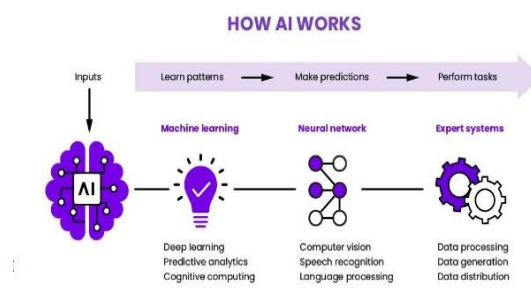 HOW AI WORKS
Inputs
Learn patterns
Make predictions
Perform tasks
Machine learning
Neural network
Expert systems
AI
Deep learning
Predictive analytics
Cognitive computing
Computer vision
Speech recognition
Language processing
Data processing
Data generation
Data distribution